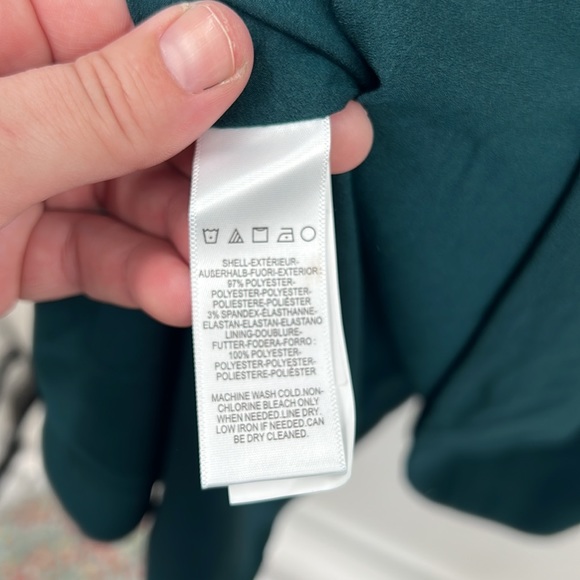 SHELL-EXTÉRIEUR-
AUßERHALB-FUORI-EXTERIOR:
97% POLYESTER-
POLYESTER-POLYESTER-
POLIESTERE-POLIÉSTER
3% SPANDEX-ÉLASTHANNE-
ELASTAN-ELASTAN-ELASTANO
LINING-DOUBLURE-
FUTTER-FODERA-FORRO :
100% POLYESTER-
POLYESTER-POLYESTER-
POLIESTERE-POLIÉSTER
MACHINE WASH COLD.NON-
CHLORINE BLEACH ONLY
WHEN NEEDED.LINE DRY.
LOW IRON IF NEEDED.CAN
BE DRY CLEANED.